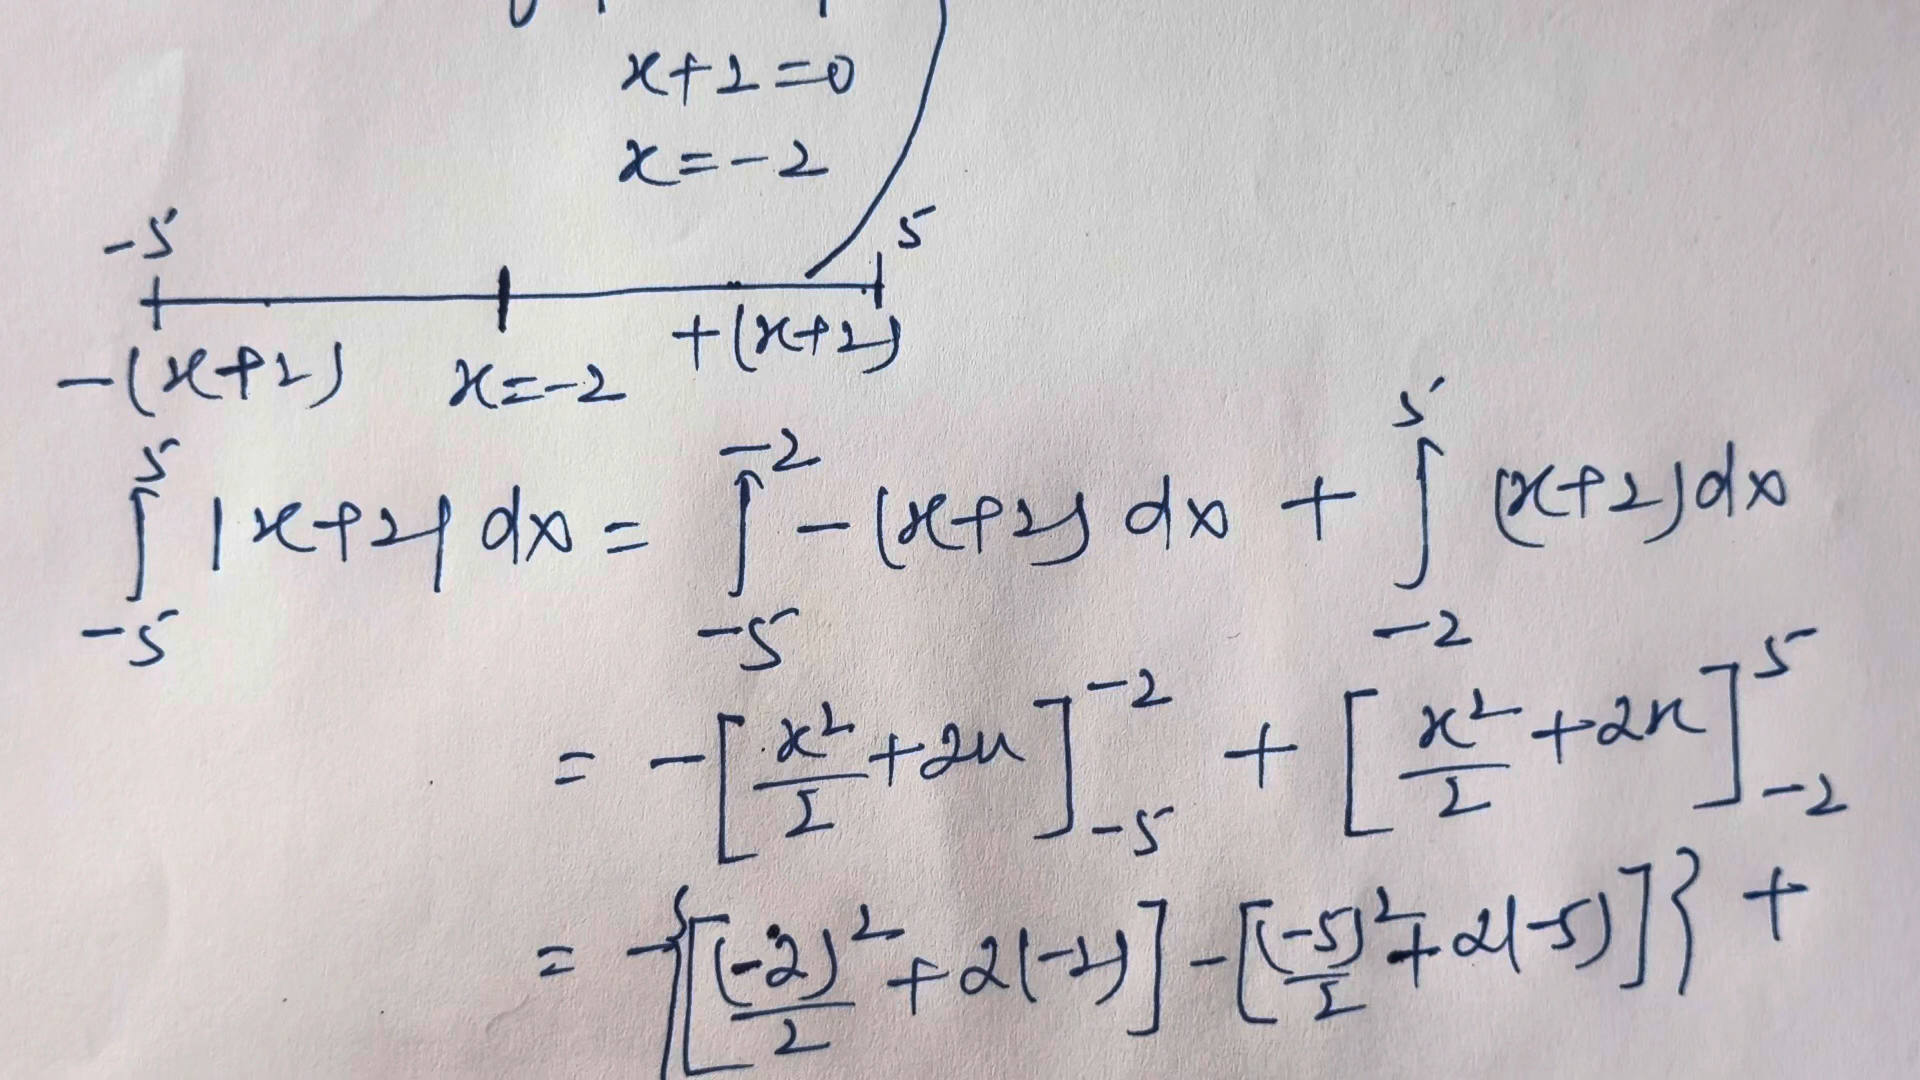 x+2=0
x=-2
-5 5
-(x+2) x=-2 +(x+2)
∫_{-5}^{5} |x+2| dx = ∫_{-5}^{-2} -(x+2) dx + ∫_{-2}^{5} (x+2) dx
= -[x²/2 + 2x]_{-5}^{-2} + [x²/2 + 2x]_{-2}^{5}
= -{[(-2)²/2 + 2(-2)] - [(-5)²/2 + 2(-5)]} +